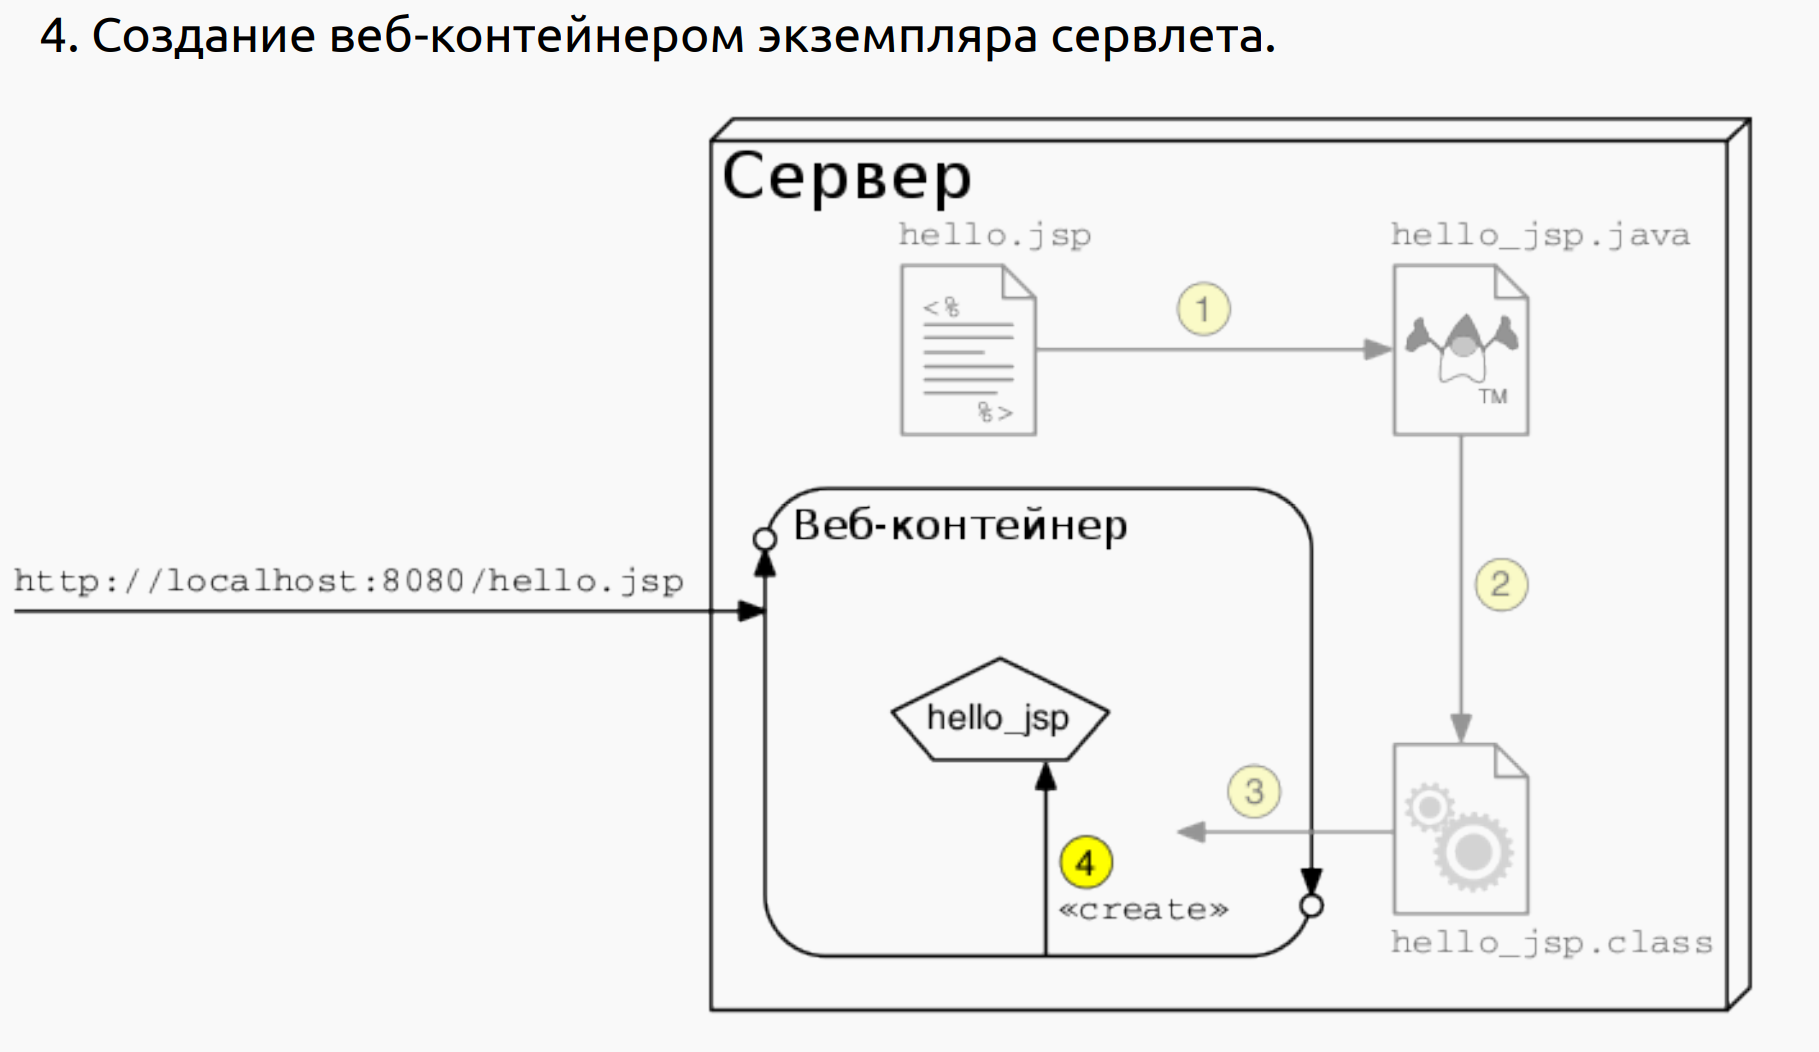 4. Создание веб-контейнером экземпляра сервлета.
Сервер
hello.jsp
hello_jsp.java
<%
%>
1
TM
Веб-контейнер
http://localhost:8080/hello.jsp
2
hello_jsp
3
4
«create»
hello_jsp.class